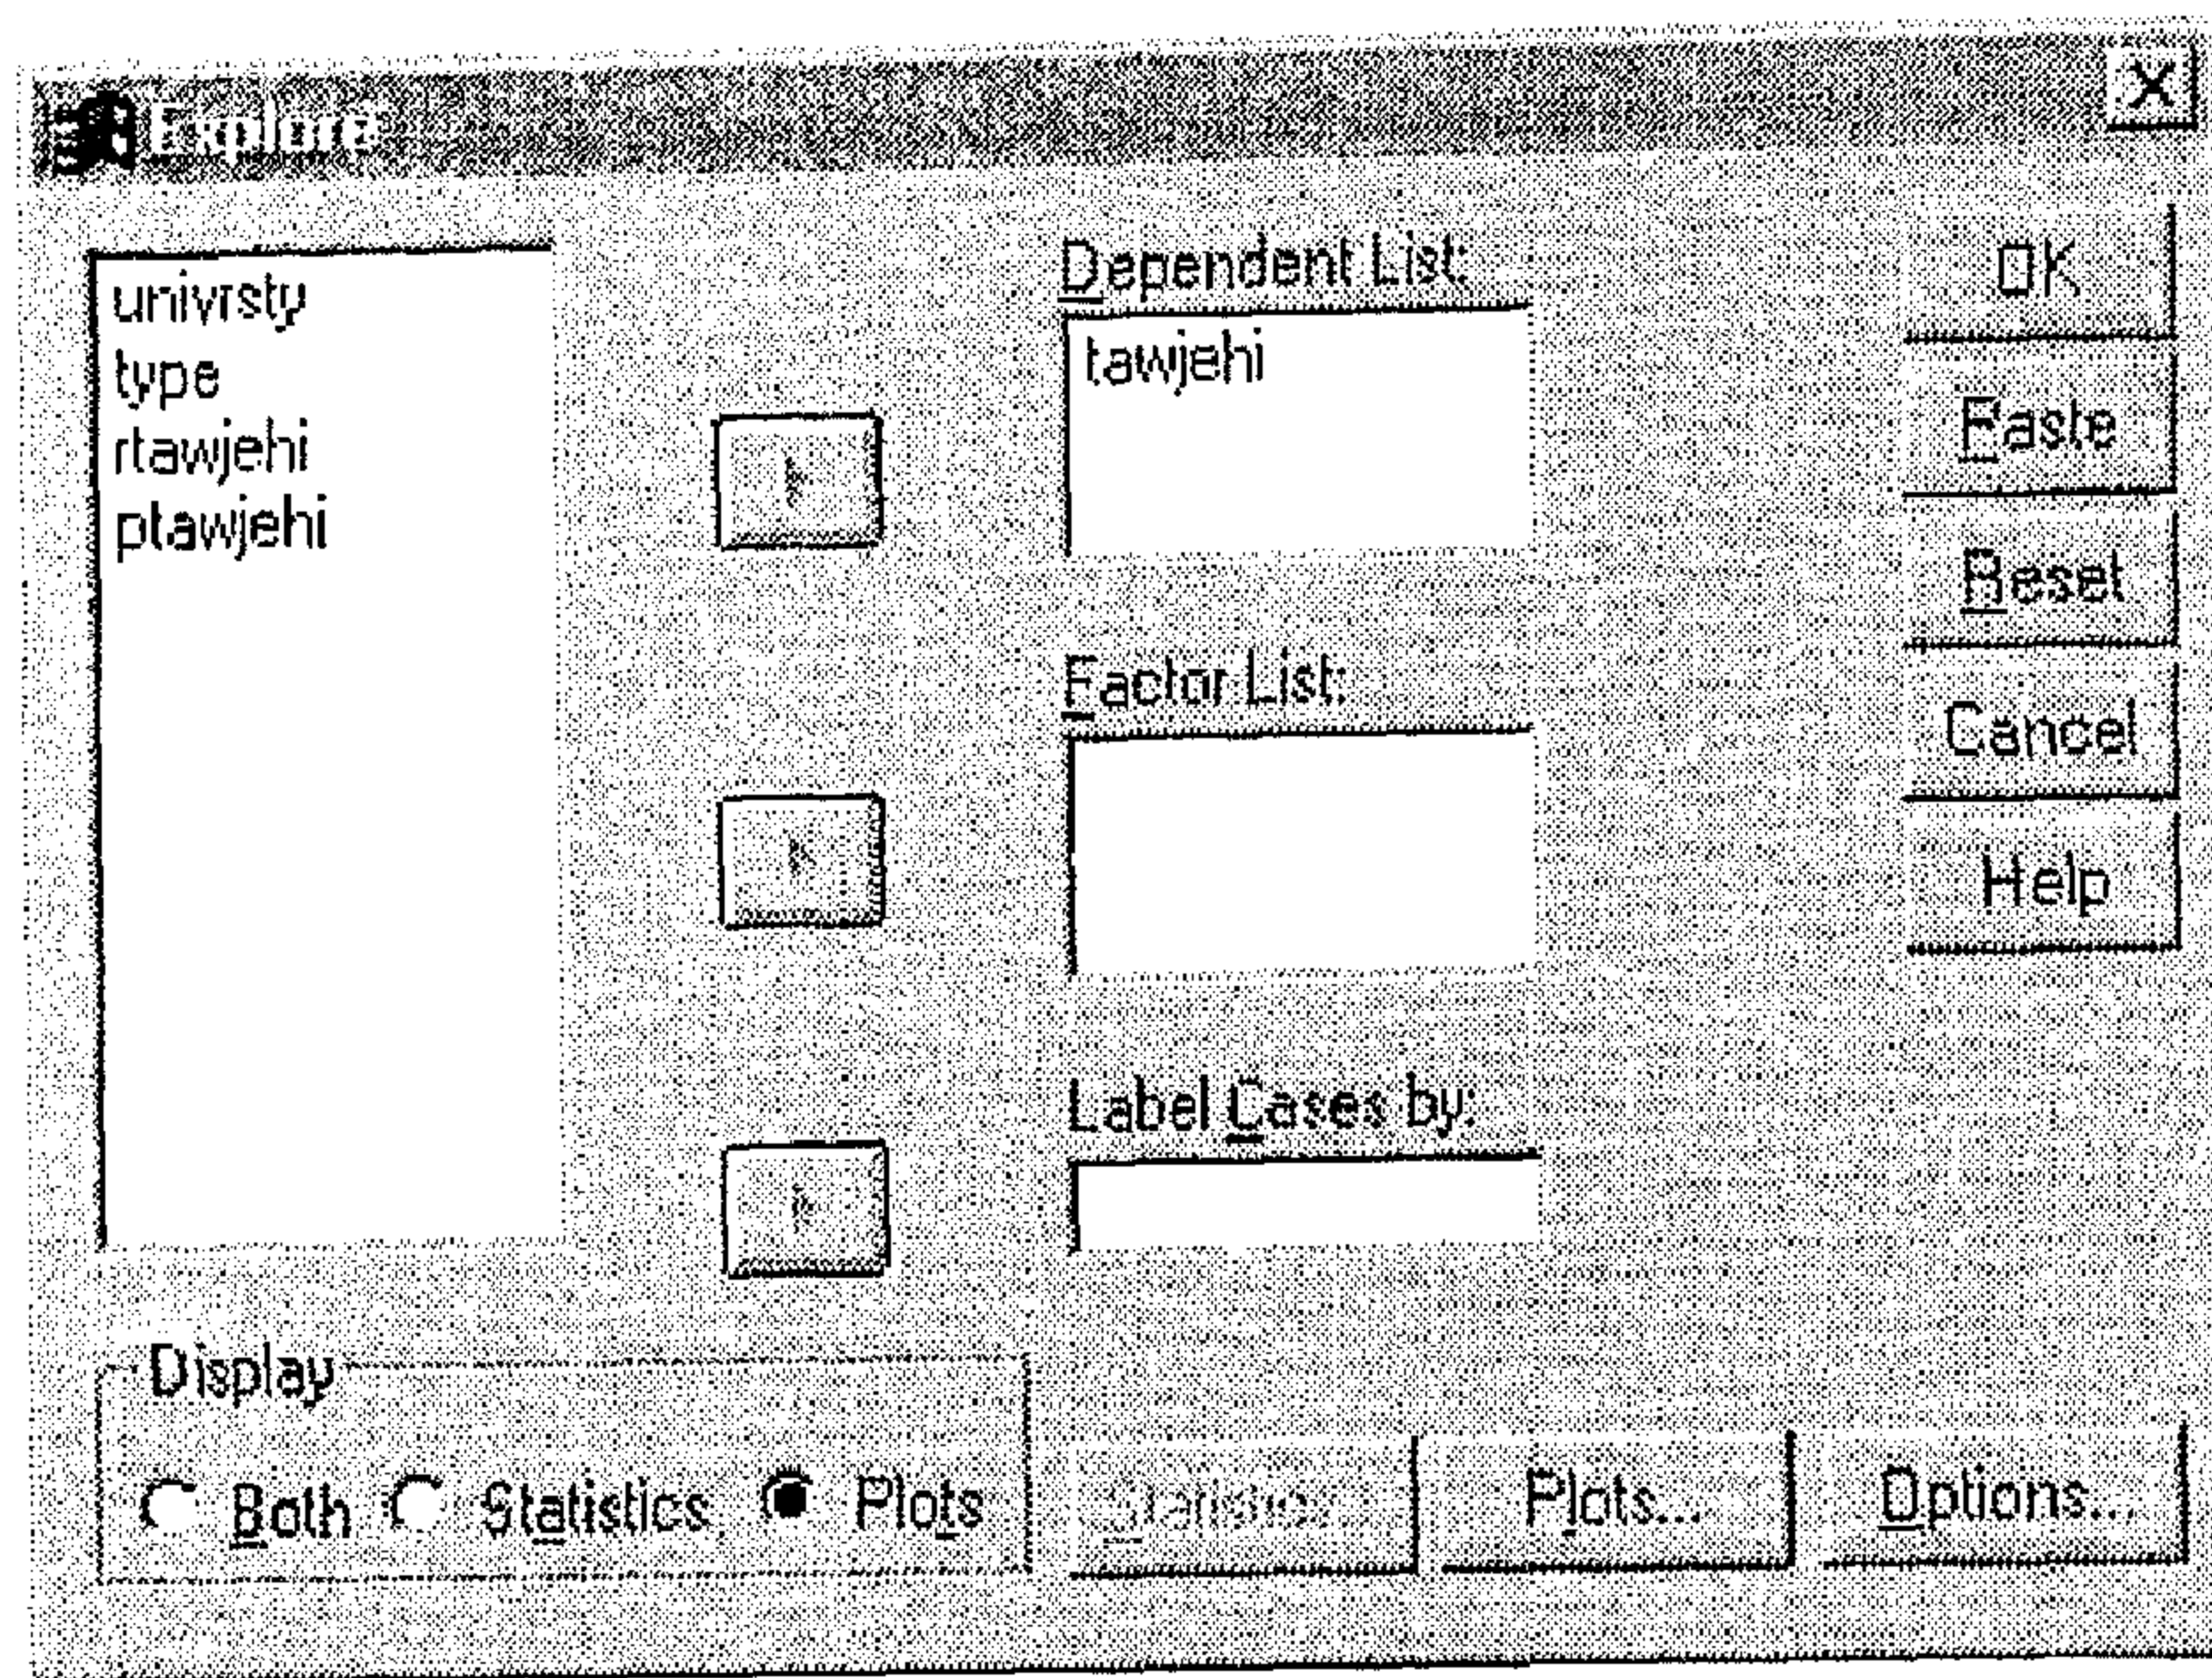 Explore
univrsty
type
rtawjehi
ptawjehi
Dependent List:
tawjehi
Factor List:
Label Cases by:
OK
Paste
Reset
Cancel
Help
Display
Both Statistics Plots
Statistics... Plots... Options...